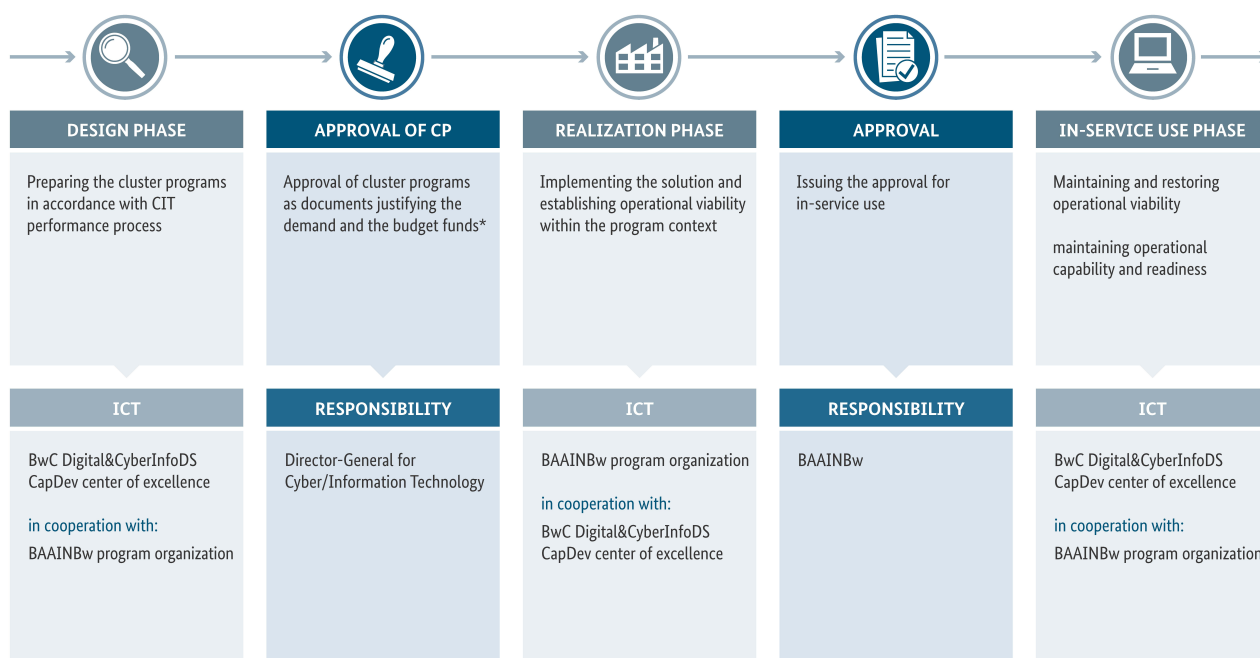 DESIGN PHASE
Preparing the cluster programs
in accordance with CIT
performance process
ICT
BwC Digital&CyberInfoDS
CapDev center of excellence
in cooperation with:
BAAINBw program organization
APPROVAL OF CP
Approval of cluster programs
as documents justifying the
demand and the budget funds*
RESPONSIBILITY
Director-General for
Cyber/Information Technology
REALIZATION PHASE
Implementing the solution and
establishing operational viability
within the program context
ICT
BAAINBw program organization
in cooperation with:
BwC Digital&CyberInfoDS
CapDev center of excellence
APPROVAL
Issuing the approval for
in-service use
RESPONSIBILITY
BAAINBw
IN-SERVICE USE PHASE
Maintaining and restoring
operational viability
maintaining operational
capability and readiness
ICT
BwC Digital&CyberInfoDS
CapDev center of excellence
in cooperation with:
BAAINBw program organization